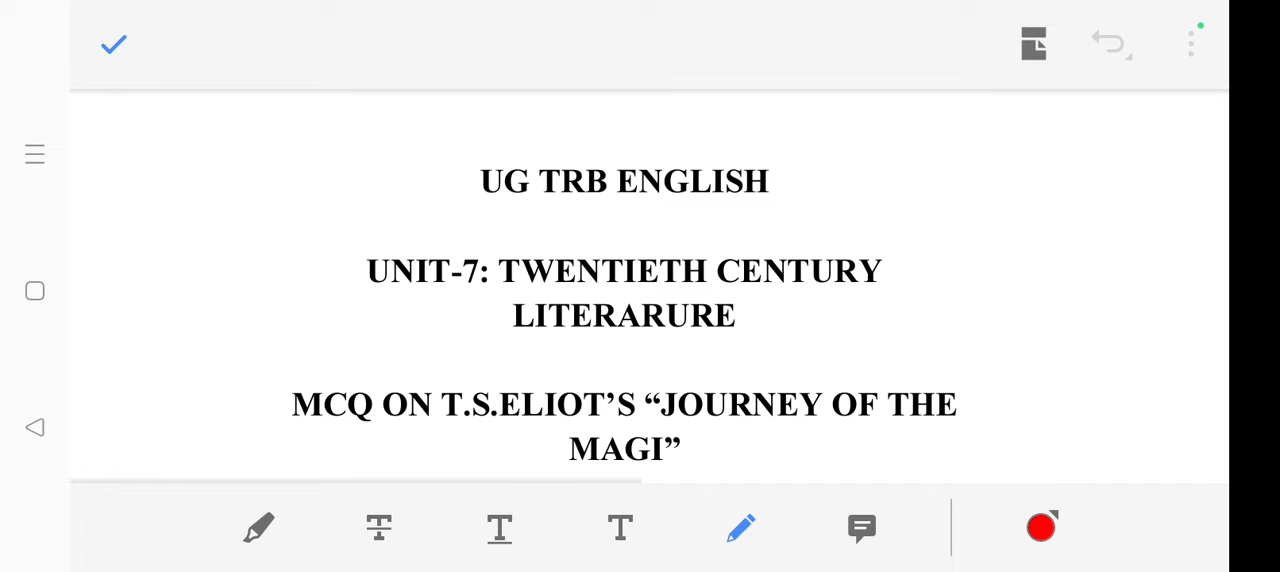 UG TRB ENGLISH
UNIT-7: TWENTIETH CENTURY
LITERARURE
MCQ ON T.S.ELIOT’S “JOURNEY OF THE
MAGI”